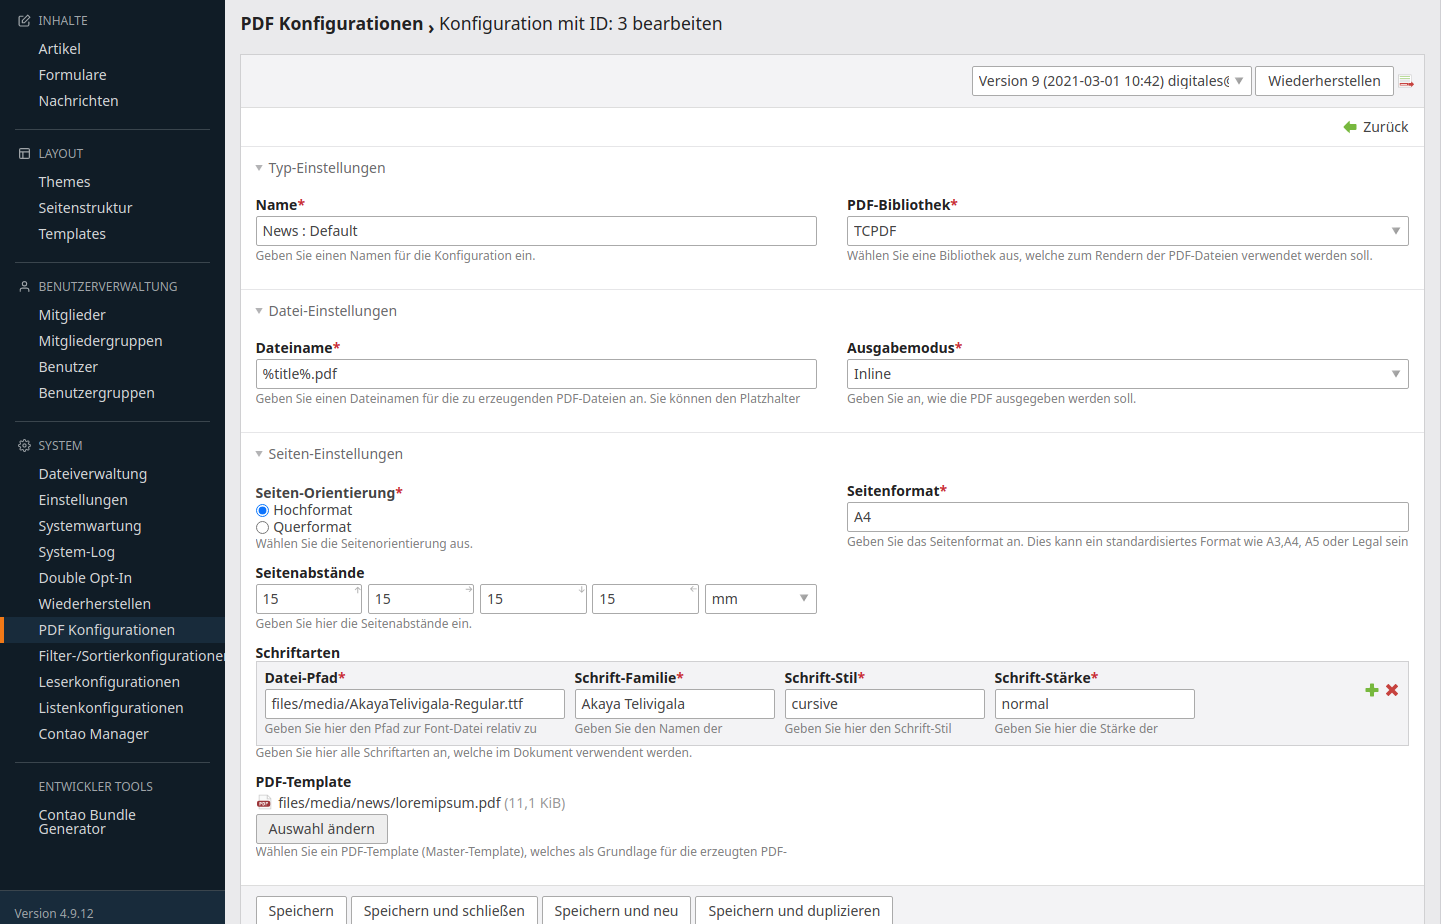 INHALTE
Artikel
Formulare
Nachrichten
LAYOUT
Themes
Seitenstruktur
Templates
BENUTZERVERWALTUNG
Mitglieder
Mitgliedergruppen
Benutzer
Benutzergruppen
SYSTEM
Dateiverwaltung
Einstellungen
Systemwartung
System-Log
Double Opt-In
Wiederherstellen
PDF Konfigurationen
Filter-/Sortierkonfiguratione
Leserkonfigurationen
Listenkonfigurationen
Contao Manager
ENTWICKLER TOOLS
Contao Bundle
Generator
Version 4.9.12
PDF Konfigurationen › Konfiguration mit ID: 3 bearbeiten
Version 9 (2021-03-01 10:42) digitales@ Wiederherstellen
Zurück
Typ-Einstellungen
Name* PDF-Bibliothek*
News : Default TCPDF
Geben Sie einen Namen für die Konfiguration ein. Wählen Sie eine Bibliothek aus, welche zum Rendern der PDF-Dateien verwendet werden soll.
Datei-Einstellungen
Dateiname* Ausgabemodus*
%title%.pdf Inline
Geben Sie einen Dateinamen für die zu erzeugenden PDF-Dateien an. Sie können den Platzhalter Geben Sie an, wie die PDF ausgegeben werden soll.
Seiten-Einstellungen
Seiten-Orientierung* Seitenformat*
Hochformat A4
Querformat
Wählen Sie die Seitenorientierung aus. Geben Sie das Seitenformat an. Dies kann ein standardisiertes Format wie A3,A4, A5 oder Legal sein
Seitenabstände
15 15 15 15 mm
Geben Sie hier die Seitenabstände ein.
Schriftarten
Datei-Pfad* Schrift-Familie* Schrift-Stil* Schrift-Stärke*
files/media/AkayaTelivigala-Regular.ttf Akaya Telivigala cursive normal
Geben Sie hier den Pfad zur Font-Datei relativ zu Geben Sie den Namen der Geben Sie hier den Schrift-Stil Geben Sie hier die Stärke der
Geben Sie hier alle Schriftarten an, welche im Dokument verwendent werden.
PDF-Template
files/media/news/loremipsum.pdf (11,1 KiB)
Auswahl ändern
Wählen Sie ein PDF-Template (Master-Template), welches als Grundlage für die erzeugten PDF-
Speichern Speichern und schließen Speichern und neu Speichern und duplizieren